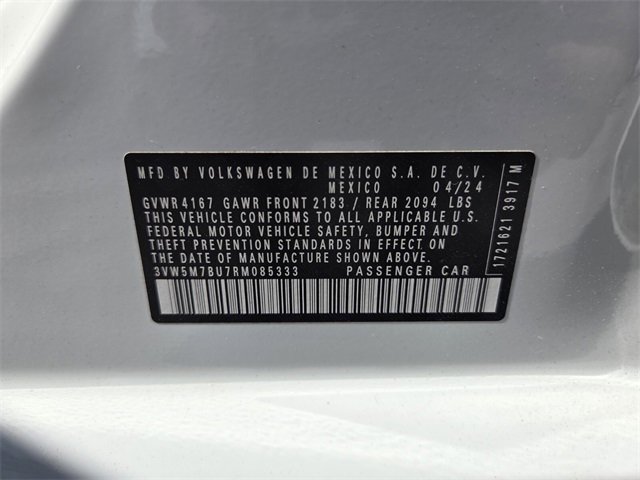 MFD BY VOLKSWAGEN DE MEXICO S.A. DE C.V.
MEXICO 04/24
GVWR 4167 GAWR FRONT 2183 / REAR 2094 LBS
THIS VEHICLE CONFORMS TO ALL APPLICABLE U.S.
FEDERAL MOTOR VEHICLE SAFETY, BUMPER AND
THEFT PREVENTION STANDARDS IN EFFECT ON
THE DATE OF MANUFACTURE SHOWN ABOVE.
3VW5M7BU7RM085333 PASSENGER CAR
1721621 3917 M